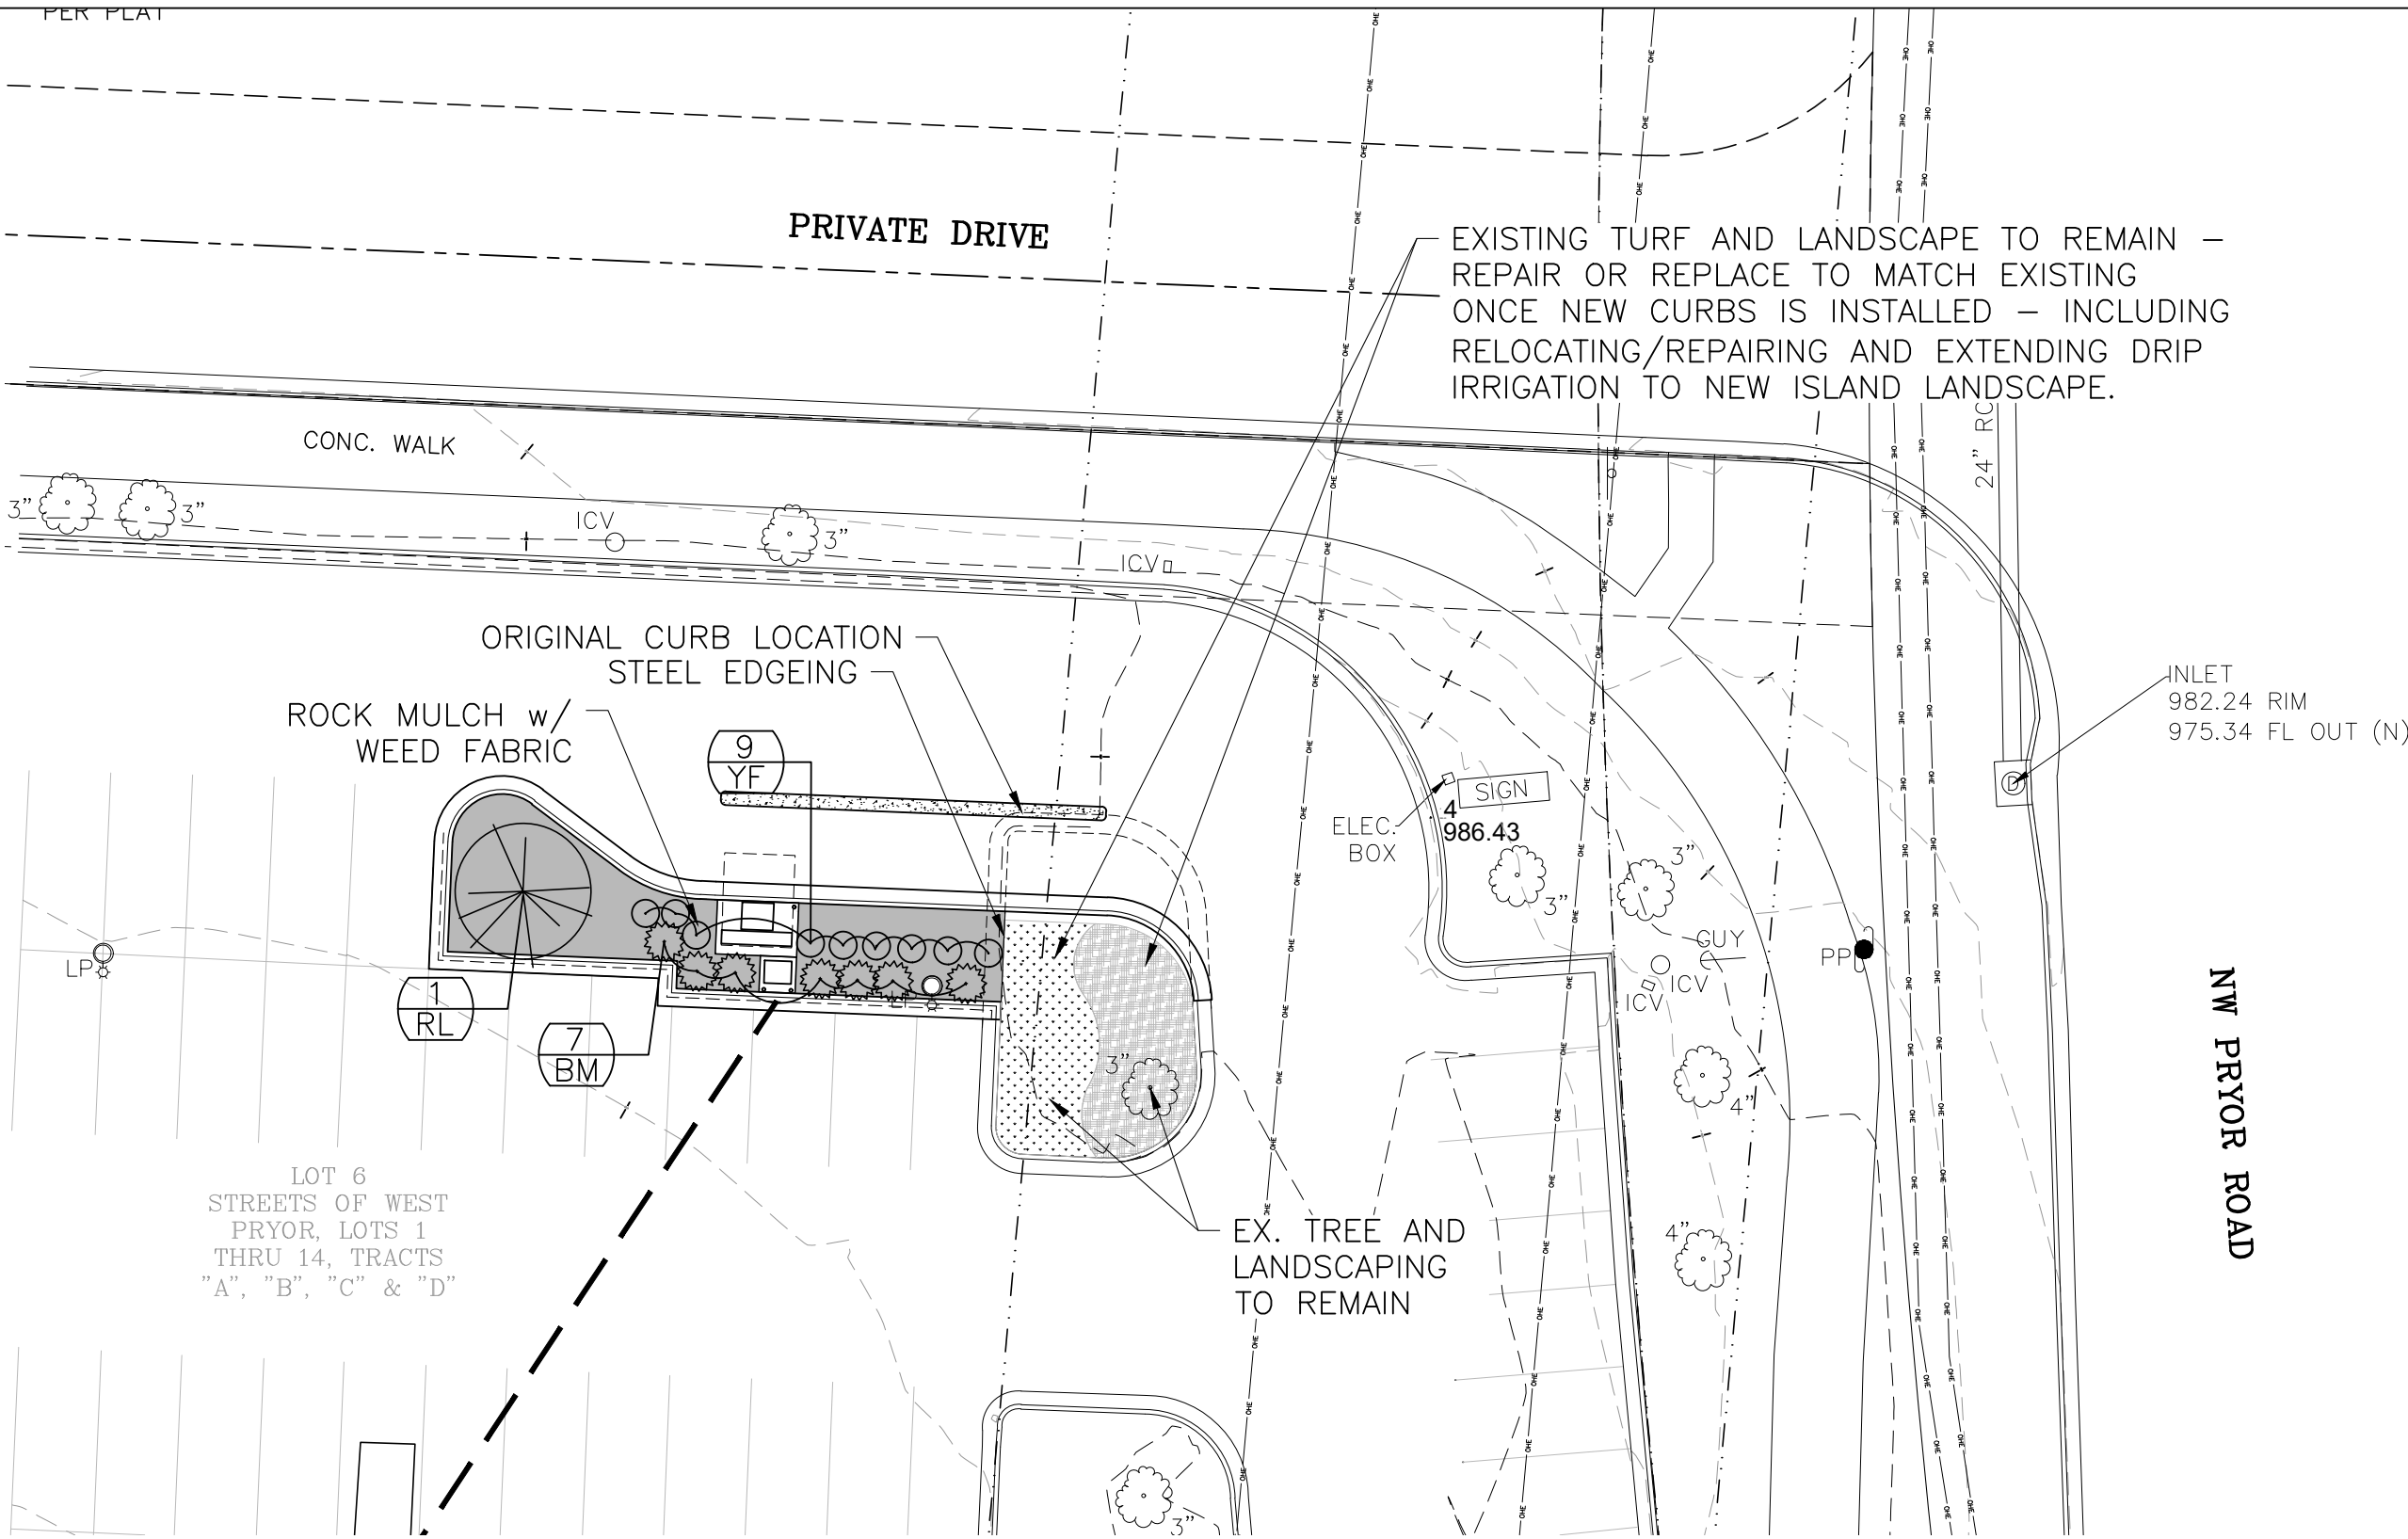 PER PLAT
PRIVATE DRIVE
EXISTING TURF AND LANDSCAPE TO REMAIN –
REPAIR OR REPLACE TO MATCH EXISTING
ONCE NEW CURBS IS INSTALLED – INCLUDING
RELOCATING/REPAIRING AND EXTENDING DRIP
IRRIGATION TO NEW ISLAND LANDSCAPE.
24" RC
CONC. WALK
3"
3"
ICV
3"
ICV
ORIGINAL CURB LOCATION
STEEL EDGEING
ROCK MULCH w/
WEED FABRIC
9
YF
INLET
982.24 RIM
975.34 FL OUT (N)
D
SIGN
4
986.43
ELEC.
BOX
3"
3"
GUY
PP
ICV
ICV
LP
1
RL
7
BM
3"
4"
4"
NW PRYOR ROAD
LOT 6
STREETS OF WEST
PRYOR, LOTS 1
THRU 14, TRACTS
"A", "B", "C" & "D"
EX. TREE AND
LANDSCAPING
TO REMAIN
3"
OHE